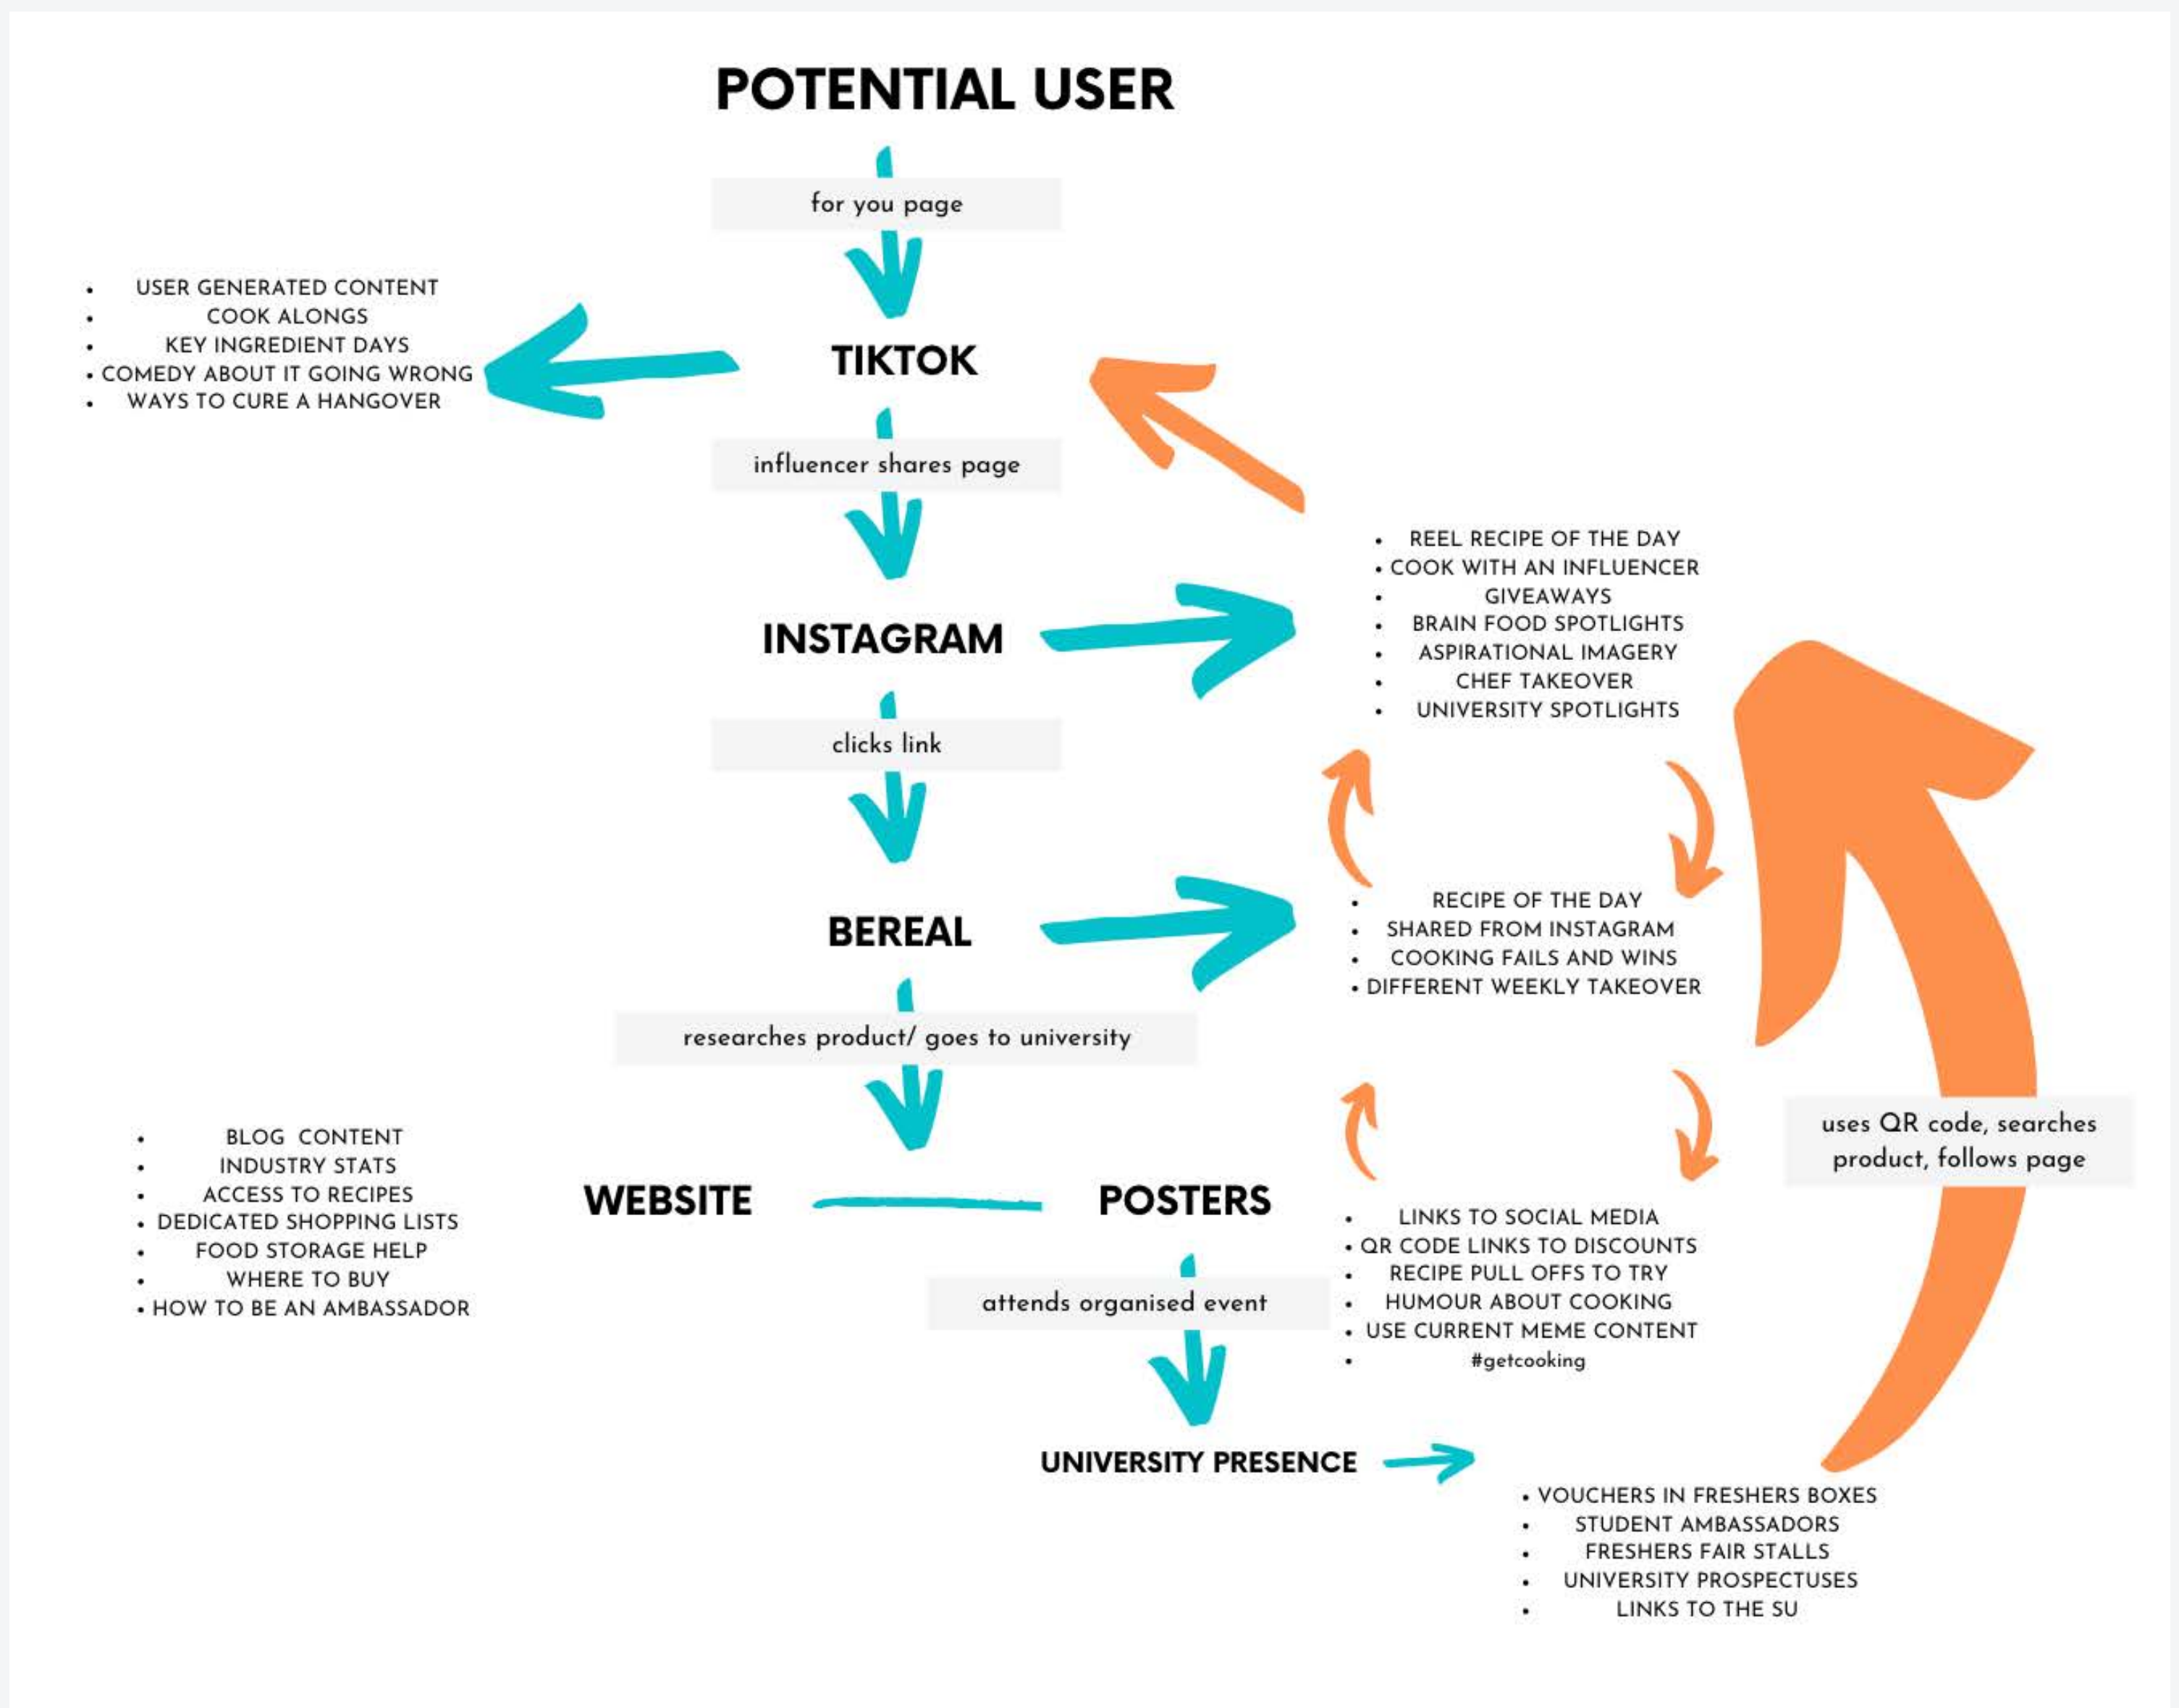 POTENTIAL USER
for you page
TIKTOK
• USER GENERATED CONTENT
• COOK ALONGS
• KEY INGREDIENT DAYS
• COMEDY ABOUT IT GOING WRONG
• WAYS TO CURE A HANGOVER
influencer shares page
INSTAGRAM
• REEL RECIPE OF THE DAY
• COOK WITH AN INFLUENCER
• GIVEAWAYS
• BRAIN FOOD SPOTLIGHTS
• ASPIRATIONAL IMAGERY
• CHEF TAKEOVER
• UNIVERSITY SPOTLIGHTS
clicks link
BEREAL
• RECIPE OF THE DAY
• SHARED FROM INSTAGRAM
• COOKING FAILS AND WINS
• DIFFERENT WEEKLY TAKEOVER
researches product/ goes to university
WEBSITE
• BLOG CONTENT
• INDUSTRY STATS
• ACCESS TO RECIPES
• DEDICATED SHOPPING LISTS
• FOOD STORAGE HELP
• WHERE TO BUY
• HOW TO BE AN AMBASSADOR
POSTERS
• LINKS TO SOCIAL MEDIA
• QR CODE LINKS TO DISCOUNTS
• RECIPE PULL OFFS TO TRY
• HUMOUR ABOUT COOKING
• USE CURRENT MEME CONTENT
• #getcooking
uses QR code, searches
product, follows page
attends organised event
UNIVERSITY PRESENCE
• VOUCHERS IN FRESHERS BOXES
• STUDENT AMBASSADORS
• FRESHERS FAIR STALLS
• UNIVERSITY PROSPECTUSES
• LINKS TO THE SU